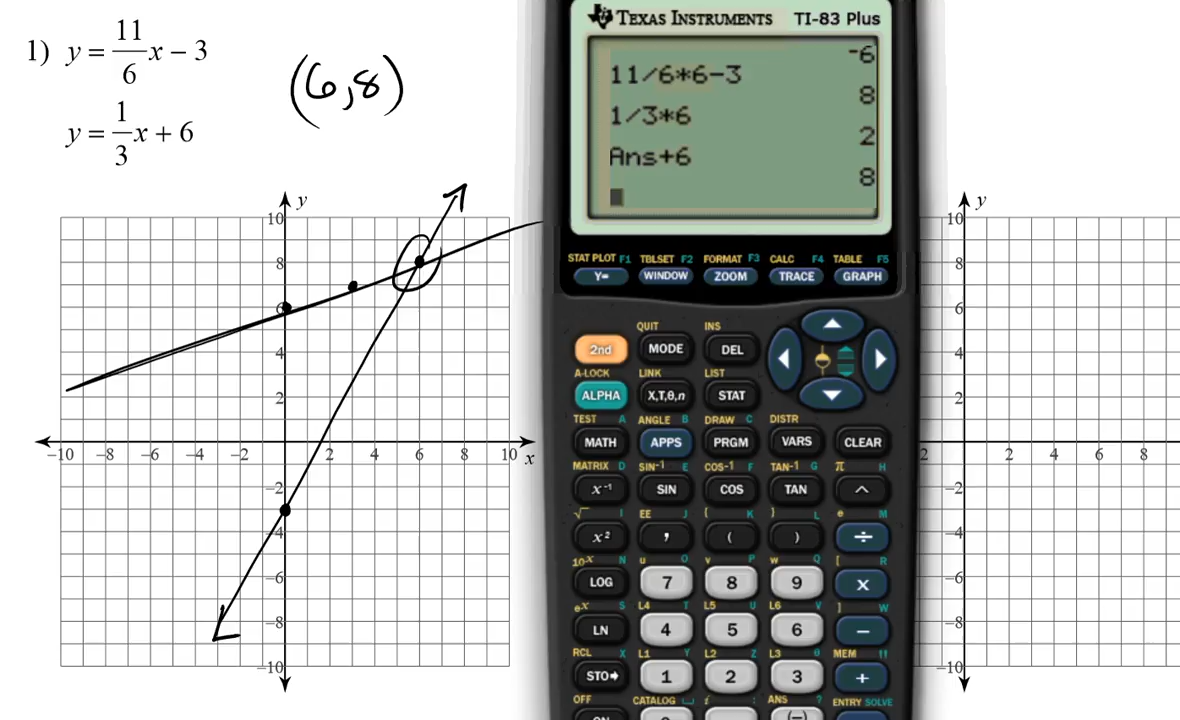 1) y = 11/6 x − 3
y = 1/3 x + 6
(6,8)
y
10
8
6
4
2
−10 −8 −6 −4 −2 2 4 6 8 10 x
−2
−4
−6
−8
−10
TEXAS INSTRUMENTS TI-83 Plus
-6
11/6*6-3
8
1/3*6
2
Ans+6
8
STAT PLOT F1 TBLSET F2 FORMAT F3 CALC F4 TABLE F5
Y= WINDOW ZOOM TRACE GRAPH
QUIT INS
2nd MODE DEL
A-LOCK LINK LIST
ALPHA X,T,θ,n STAT
TEST A ANGLE B DRAW C DISTR
MATH APPS PRGM VARS CLEAR
MATRIX D SIN⁻¹ E COS⁻¹ F TAN⁻¹ G π H
x⁻¹ SIN COS TAN ^
√ I EE J { K } L e M
x² , ( ) ÷
10ˣ N u O v P w Q [ R
LOG 7 8 9 ×
eˣ S L4 T L5 U L6 V ] W
LN 4 5 6 −
RCL X L1 Y L2 Z L3 θ MEM "
STO➔ 1 2 3 +
OFF CATALOG ⎵ i : ANS ? ENTRY SOLVE
ON 0 . (−)
y
10
8
6
4
2
2 2 4 6 8
−2
−4
−6
−8
−10